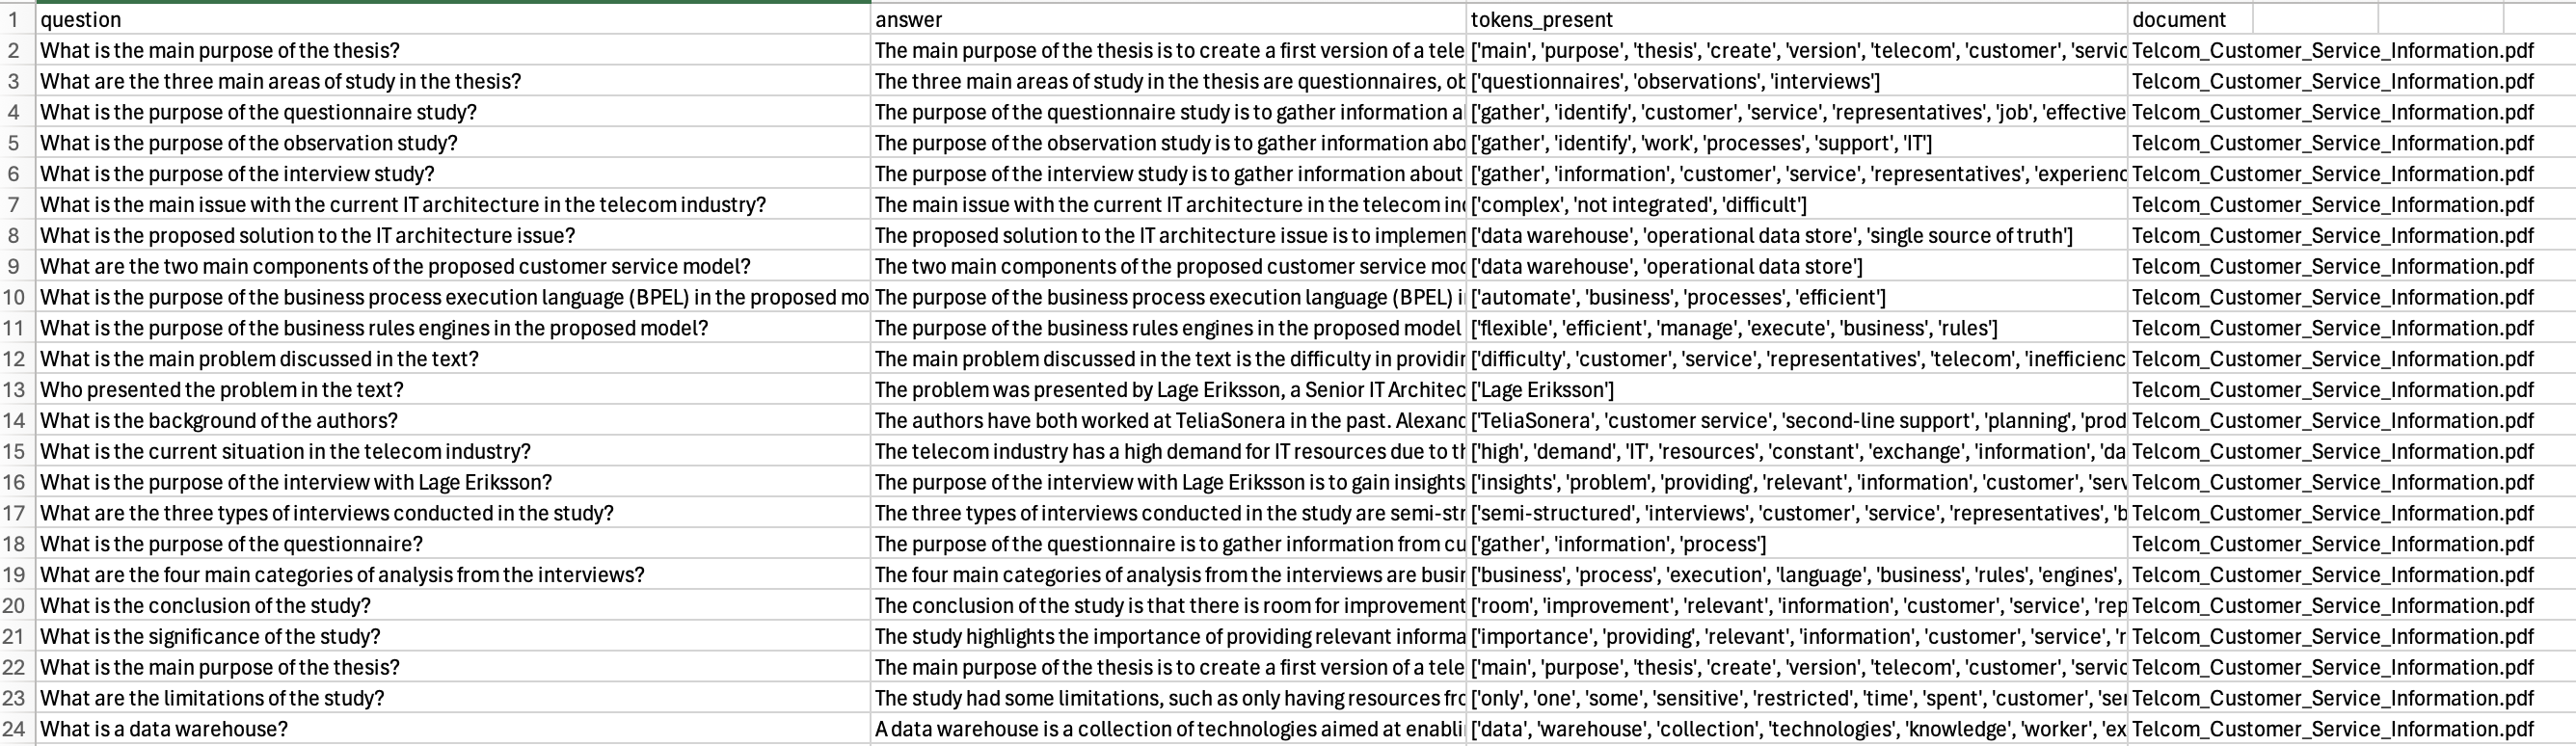 1 question answer tokens_present document
2 What is the main purpose of the thesis? The main purpose of the thesis is to create a first version of a tele ['main', 'purpose', 'thesis', 'create', 'version', 'telecom', 'customer', 'servic Telcom_Customer_Service_Information.pdf
3 What are the three main areas of study in the thesis? The three main areas of study in the thesis are questionnaires, ob ['questionnaires', 'observations', 'interviews'] Telcom_Customer_Service_Information.pdf
4 What is the purpose of the questionnaire study? The purpose of the questionnaire study is to gather information a ['gather', 'identify', 'customer', 'service', 'representatives', 'job', 'effective Telcom_Customer_Service_Information.pdf
5 What is the purpose of the observation study? The purpose of the observation study is to gather information abo ['gather', 'identify', 'work', 'processes', 'support', 'IT'] Telcom_Customer_Service_Information.pdf
6 What is the purpose of the interview study? The purpose of the interview study is to gather information about ['gather', 'information', 'customer', 'service', 'representatives', 'experienc Telcom_Customer_Service_Information.pdf
7 What is the main issue with the current IT architecture in the telecom industry? The main issue with the current IT architecture in the telecom ind ['complex', 'not integrated', 'difficult'] Telcom_Customer_Service_Information.pdf
8 What is the proposed solution to the IT architecture issue? The proposed solution to the IT architecture issue is to implemen ['data warehouse', 'operational data store', 'single source of truth'] Telcom_Customer_Service_Information.pdf
9 What are the two main components of the proposed customer service model? The two main components of the proposed customer service mod ['data warehouse', 'operational data store'] Telcom_Customer_Service_Information.pdf
10 What is the purpose of the business process execution language (BPEL) in the proposed mo The purpose of the business process execution language (BPEL) i ['automate', 'business', 'processes', 'efficient'] Telcom_Customer_Service_Information.pdf
11 What is the purpose of the business rules engines in the proposed model? The purpose of the business rules engines in the proposed model ['flexible', 'efficient', 'manage', 'execute', 'business', 'rules'] Telcom_Customer_Service_Information.pdf
12 What is the main problem discussed in the text? The main problem discussed in the text is the difficulty in providin ['difficulty', 'customer', 'service', 'representatives', 'telecom', 'inefficienc Telcom_Customer_Service_Information.pdf
13 Who presented the problem in the text? The problem was presented by Lage Eriksson, a Senior IT Architec ['Lage Eriksson'] Telcom_Customer_Service_Information.pdf
14 What is the background of the authors? The authors have both worked at TeliaSonera in the past. Alexanc ['TeliaSonera', 'customer service', 'second-line support', 'planning', 'prod Telcom_Customer_Service_Information.pdf
15 What is the current situation in the telecom industry? The telecom industry has a high demand for IT resources due to th ['high', 'demand', 'IT', 'resources', 'constant', 'exchange', 'information', 'da Telcom_Customer_Service_Information.pdf
16 What is the purpose of the interview with Lage Eriksson? The purpose of the interview with Lage Eriksson is to gain insights ['insights', 'problem', 'providing', 'relevant', 'information', 'customer', 'serv Telcom_Customer_Service_Information.pdf
17 What are the three types of interviews conducted in the study? The three types of interviews conducted in the study are semi-str ['semi-structured', 'interviews', 'customer', 'service', 'representatives', 'b Telcom_Customer_Service_Information.pdf
18 What is the purpose of the questionnaire? The purpose of the questionnaire is to gather information from cu ['gather', 'information', 'process'] Telcom_Customer_Service_Information.pdf
19 What are the four main categories of analysis from the interviews? The four main categories of analysis from the interviews are busin ['business', 'process', 'execution', 'language', 'business', 'rules', 'engines', Telcom_Customer_Service_Information.pdf
20 What is the conclusion of the study? The conclusion of the study is that there is room for improvement ['room', 'improvement', 'relevant', 'information', 'customer', 'service', 'rep Telcom_Customer_Service_Information.pdf
21 What is the significance of the study? The study highlights the importance of providing relevant informa ['importance', 'providing', 'relevant', 'information', 'customer', 'service', 'r Telcom_Customer_Service_Information.pdf
22 What is the main purpose of the thesis? The main purpose of the thesis is to create a first version of a tele ['main', 'purpose', 'thesis', 'create', 'version', 'telecom', 'customer', 'servic Telcom_Customer_Service_Information.pdf
23 What are the limitations of the study? The study had some limitations, such as only having resources fro ['only', 'one', 'some', 'sensitive', 'restricted', 'time', 'spent', 'customer', 'ser Telcom_Customer_Service_Information.pdf
24 What is a data warehouse? A data warehouse is a collection of technologies aimed at enabli ['data', 'warehouse', 'collection', 'technologies', 'knowledge', 'worker', 'ex Telcom_Customer_Service_Information.pdf